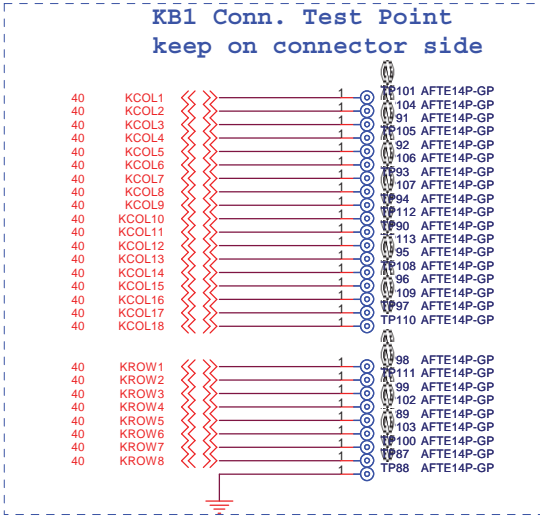 KB1 Conn. Test Point
keep on connector side
40 KCOL1 1 TP101 AFTE14P-GP
40 KCOL2 1 104 AFTE14P-GP
40 KCOL3 1 91 AFTE14P-GP
40 KCOL4 1 TP105 AFTE14P-GP
40 KCOL5 1 92 AFTE14P-GP
40 KCOL6 1 106 AFTE14P-GP
40 KCOL7 1 TP93 AFTE14P-GP
40 KCOL8 1 107 AFTE14P-GP
40 KCOL9 1 TP94 AFTE14P-GP
40 KCOL10 1 TP112 AFTE14P-GP
40 KCOL11 1 TP90 AFTE14P-GP
40 KCOL12 1 113 AFTE14P-GP
40 KCOL13 1 95 AFTE14P-GP
40 KCOL14 1 TP108 AFTE14P-GP
40 KCOL15 1 96 AFTE14P-GP
40 KCOL16 1 109 AFTE14P-GP
40 KCOL17 1 TP97 AFTE14P-GP
40 KCOL18 1 TP110 AFTE14P-GP
40 KROW1 1 98 AFTE14P-GP
40 KROW2 1 TP111 AFTE14P-GP
40 KROW3 1 99 AFTE14P-GP
40 KROW4 1 102 AFTE14P-GP
40 KROW5 1 89 AFTE14P-GP
40 KROW6 1 103 AFTE14P-GP
40 KROW7 1 TP100 AFTE14P-GP
40 KROW8 1 TP87 AFTE14P-GP
1 TP88 AFTE14P-GP